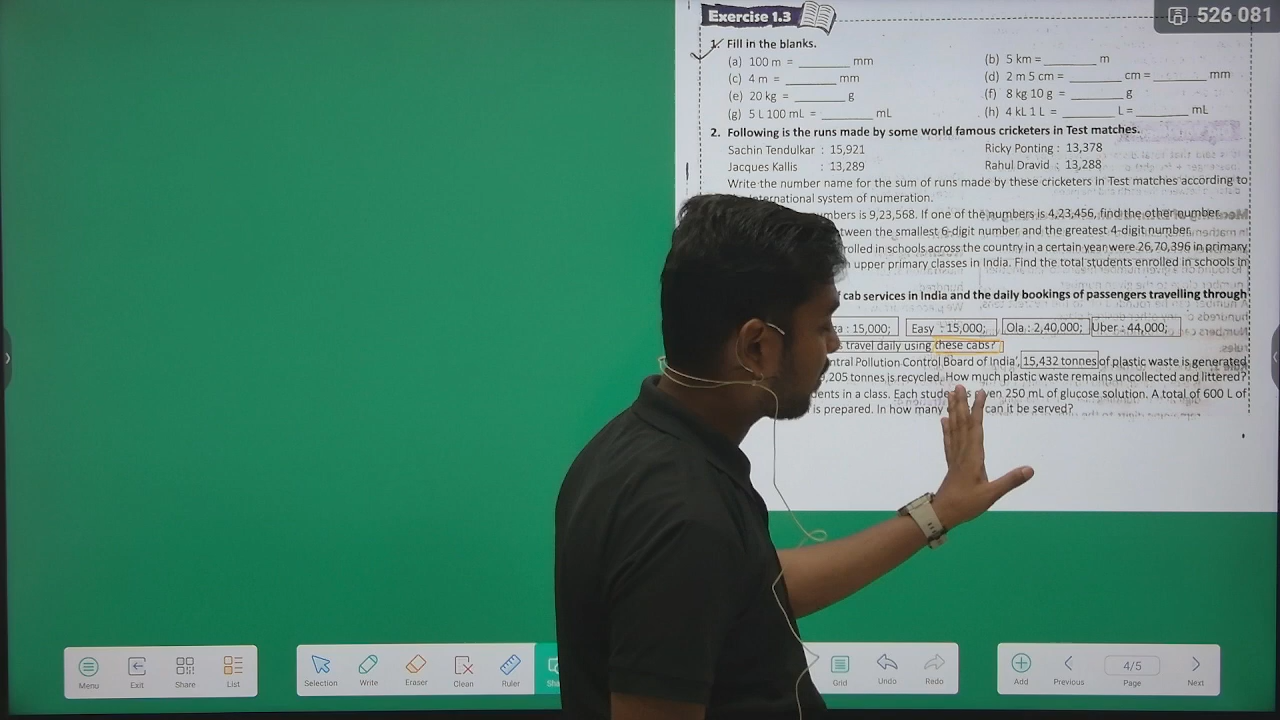 526 081
Exercise 1.3
1. Fill in the blanks.
(a) 100 m = ________ mm
(b) 5 km = ________ m
(c) 4 m = ________ mm
(d) 2 m 5 cm = ________ cm = ________ mm
(e) 20 kg = ________ g
(f) 8 kg 10 g = ________ g
(g) 5 L 100 mL = ________ mL
(h) 4 kL 1 L = ________ L = ________ mL
2. Following is the runs made by some world famous cricketers in Test matches.
Sachin Tendulkar : 15,921
Ricky Ponting : 13,378
Jacques Kallis : 13,289
Rahul Dravid : 13,288
Write the number name for the sum of runs made by these cricketers in Test matches according to
international system of numeration.
numbers is 9,23,568. If one of the numbers is 4,23,456, find the other number.
between the smallest 6-digit number and the greatest 4-digit number.
rolled in schools across the country in a certain year were 26,70,396 in primary
upper primary classes in India. Find the total students enrolled in schools in
cab services in India and the daily bookings of passengers travelling through
: 15,000; Easy : 15,000; Ola : 2,40,000; Uber : 44,000;
travel daily using these cabs?
Pollution Control Board of India', 15,432 tonnes of plastic waste is generated
,205 tonnes is recycled. How much plastic waste remains uncollected and littered?
in a class. Each given 250 mL of glucose solution. A total of 600 L of
is prepared. In how many can it be served?
Menu
Exit
Share
List
Selection
Write
Eraser
Clean
Ruler
Grid
Undo
Redo
Add
Previous
4/5
Page
Next